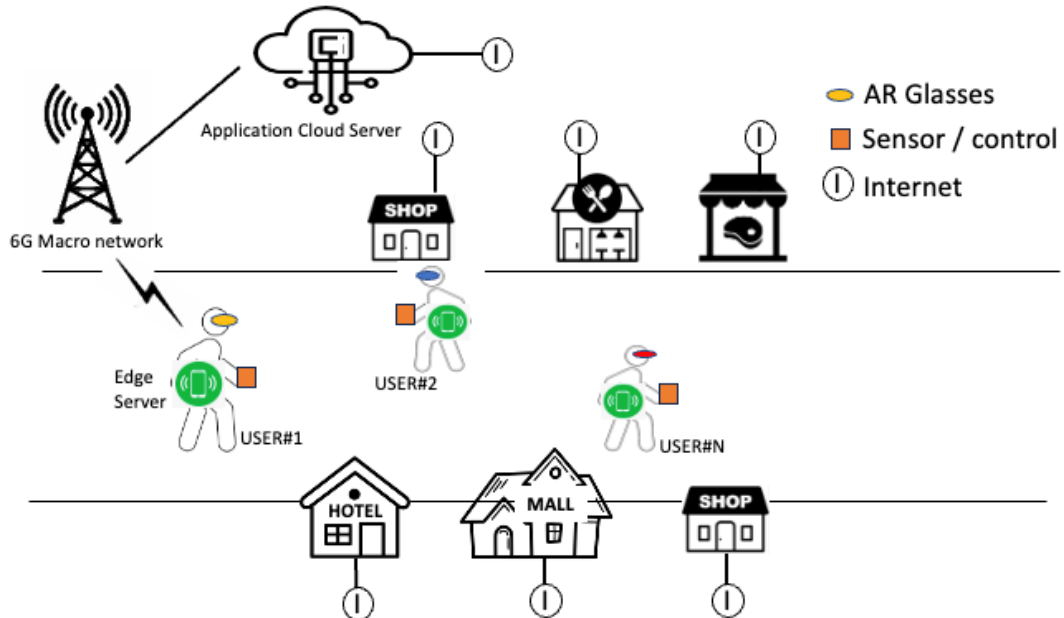 Application Cloud Server
I
AR Glasses
Sensor / control
I Internet
6G Macro network
I
I
I
SHOP
Edge
Server
USER#1
USER#2
USER#N
HOTEL
MALL
SHOP
I
I
I